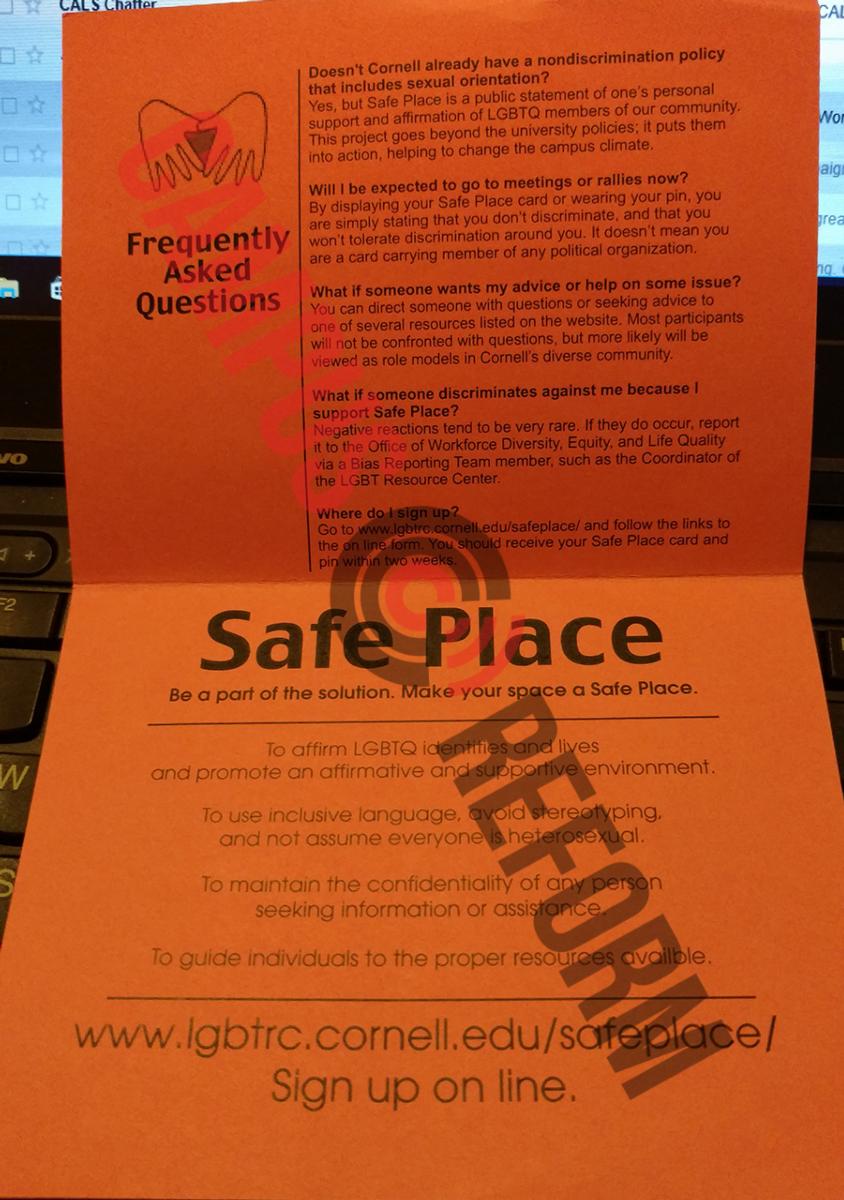 CALS Chatter
CAL
Wor
aig
grea
ng.
Frequently
Asked
Questions
Doesn't Cornell already have a nondiscrimination policy
that includes sexual orientation?
Yes, but Safe Place is a public statement of one's personal
support and affirmation of LGBTQ members of our community.
This project goes beyond the university policies; it puts them
into action, helping to change the campus climate.
Will I be expected to go to meetings or rallies now?
By displaying your Safe Place card or wearing your pin, you
are simply stating that you don't discriminate, and that you
won't tolerate discrimination around you. It doesn't mean you
are a card carrying member of any political organization.
What if someone wants my advice or help on some issue?
You can direct someone with questions or seeking advice to
one of several resources listed on the website. Most participants
will not be confronted with questions, but more likely will be
viewed as role models in Cornell's diverse community.
What if someone discriminates against me because I
support Safe Place?
Negative reactions tend to be very rare. If they do occur, report
it to the Office of Workforce Diversity, Equity, and Life Quality
via a Bias Reporting Team member, such as the Coordinator of
the LGBT Resource Center.
Where do I sign up?
Go to www.lgbtrc.cornell.edu/safeplace/ and follow the links to
the on line form. You should receive your Safe Place card and
pin within two weeks.
CAMPUS
REFORM
Safe Place
Be a part of the solution. Make your space a Safe Place.
To affirm LGBTQ identities and lives
and promote an affirmative and supportive environment.
To use inclusive language, avoid stereotyping,
and not assume everyone is heterosexual.
To maintain the confidentiality of any person
seeking information or assistance.
To guide individuals to the proper resources availble.
www.lgbtrc.cornell.edu/safeplace/
Sign up on line.
VO
+
F2
W
S